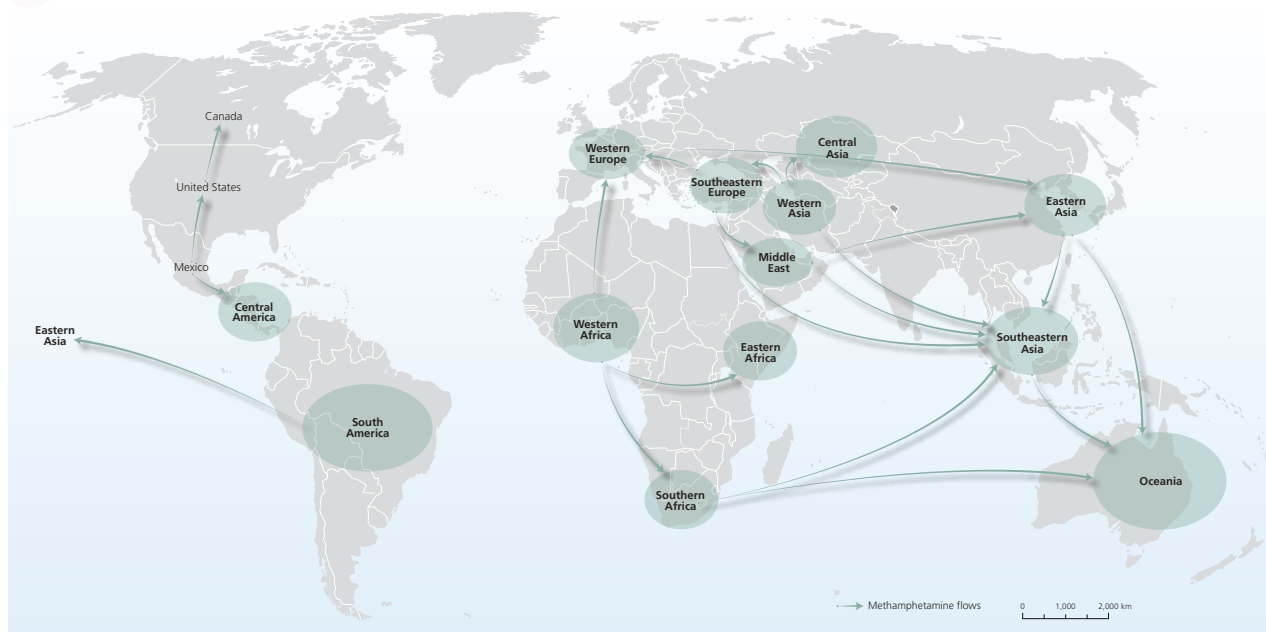 Canada
United States
Mexico
Central
America
Eastern
Asia
South
America
Western
Europe
Southeastern
Europe
Central
Asia
Western
Asia
Middle
East
Eastern
Asia
Western
Africa
Eastern
Africa
Southeastern
Asia
Southern
Africa
Oceania
Methamphetamine flows
0 1,000 2,000 km